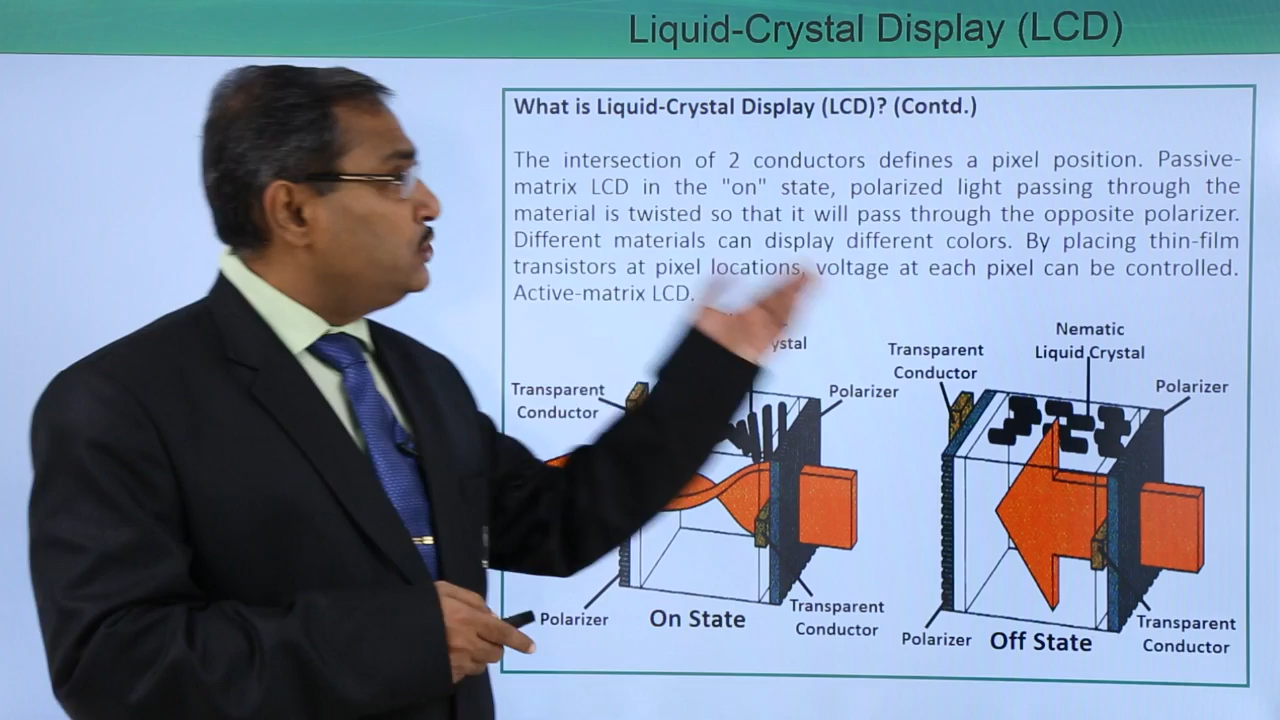 Liquid-Crystal Display (LCD)
What is Liquid-Crystal Display (LCD)? (Contd.)
The intersection of 2 conductors defines a pixel position. Passive-
matrix LCD in the "on" state, polarized light passing through the
material is twisted so that it will pass through the opposite polarizer.
Different materials can display different colors. By placing thin-film
transistors at pixel locations, voltage at each pixel can be controlled.
Active-matrix LCD.
Transparent
Conductor
Polarizer
Polarizer
On State
Transparent
Conductor
Transparent
Conductor
Nematic
Liquid Crystal
Polarizer
Polarizer
Off State
Transparent
Conductor